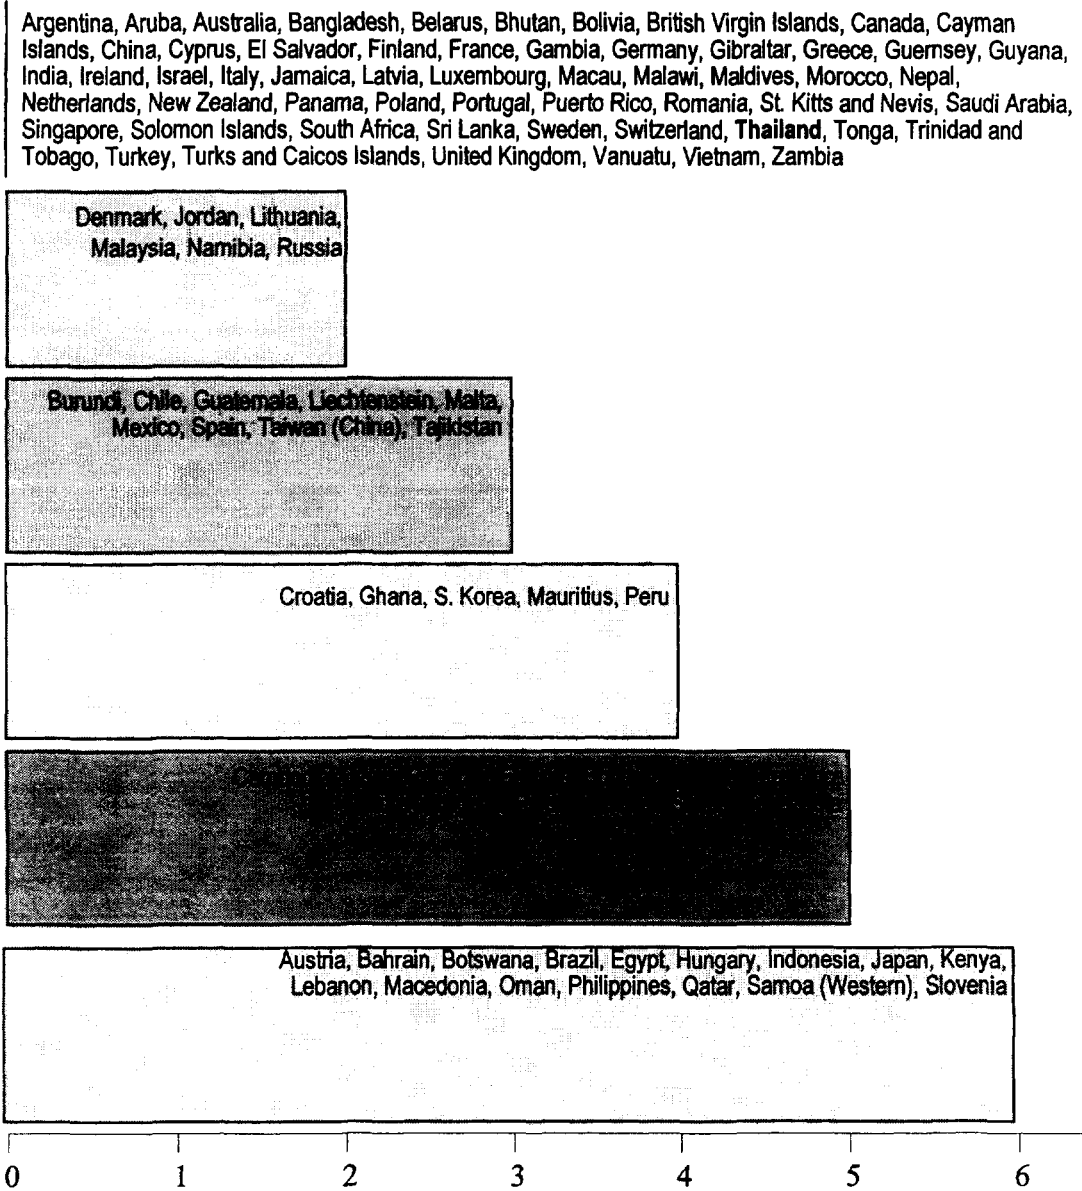 Argentina, Aruba, Australia, Bangladesh, Belarus, Bhutan, Bolivia, British Virgin Islands, Canada, Cayman
Islands, China, Cyprus, El Salvador, Finland, France, Gambia, Germany, Gibraltar, Greece, Guernsey, Guyana,
India, Ireland, Israel, Italy, Jamaica, Latvia, Luxembourg, Macau, Malawi, Maldives, Morocco, Nepal,
Netherlands, New Zealand, Panama, Poland, Portugal, Puerto Rico, Romania, St. Kitts and Nevis, Saudi Arabia,
Singapore, Solomon Islands, South Africa, Sri Lanka, Sweden, Switzerland, Thailand, Tonga, Trinidad and
Tobago, Turkey, Turks and Caicos Islands, United Kingdom, Vanuatu, Vietnam, Zambia
Denmark, Jordan, Lithuania,
Malaysia, Namibia, Russia
Burundi, Chile, Guatemala, Liechtenstein, Malta,
Mexico, Spain, Taiwan (China), Tajikistan
Croatia, Ghana, S. Korea, Mauritius, Peru
Austria, Bahrain, Botswana, Brazil, Egypt, Hungary, Indonesia, Japan, Kenya,
Lebanon, Macedonia, Oman, Philippines, Qatar, Samoa (Western), Slovenia
0 1 2 3 4 5 6